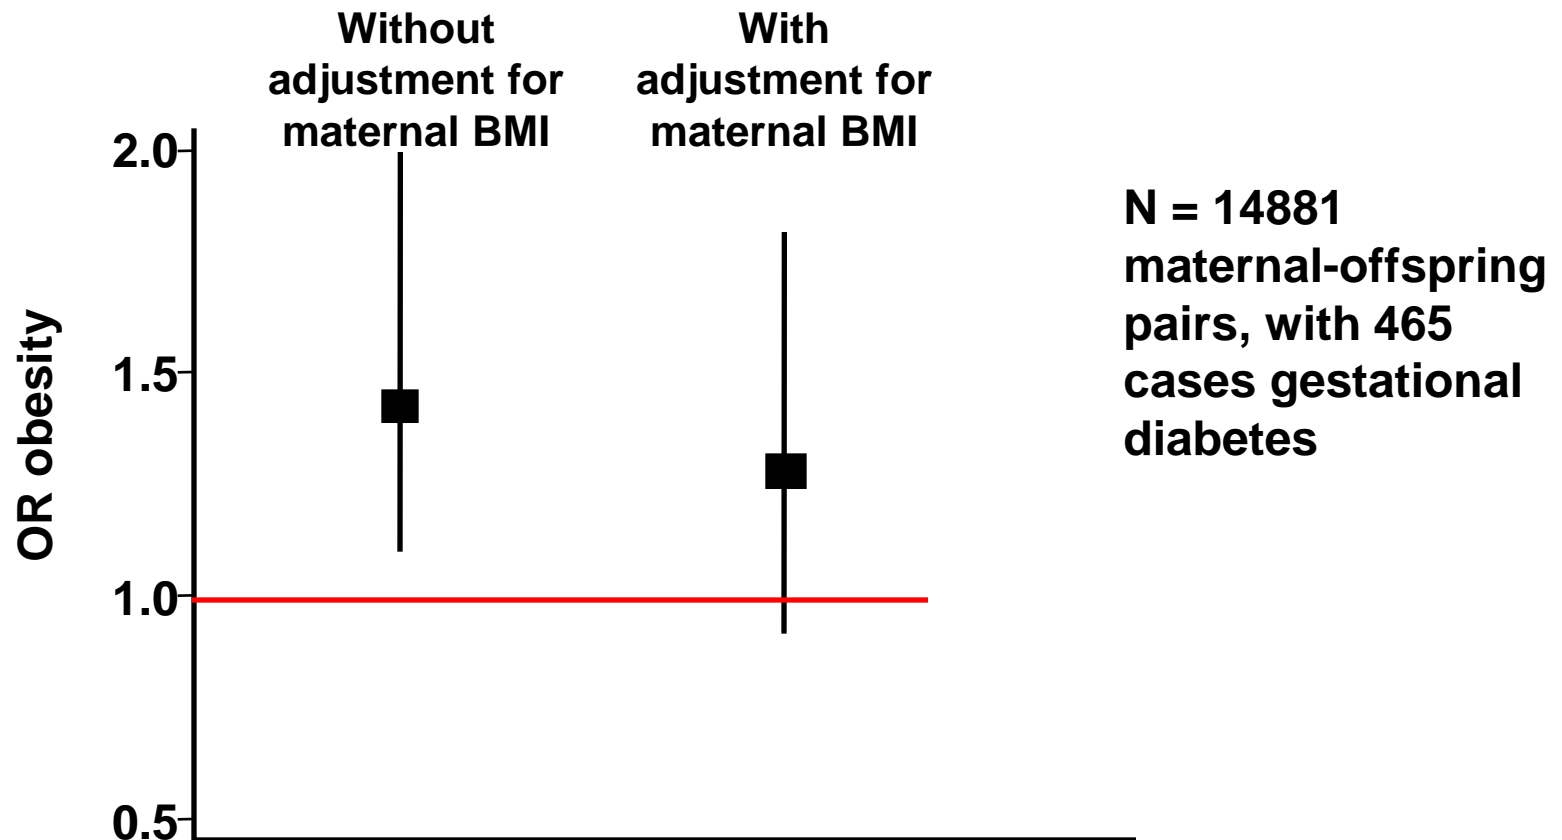 Without
adjustment for
maternal BMI
With
adjustment for
maternal BMI
2.0
1.5
1.0
0.5
OR obesity
N = 14881
maternal-offspring
pairs, with 465
cases gestational
diabetes